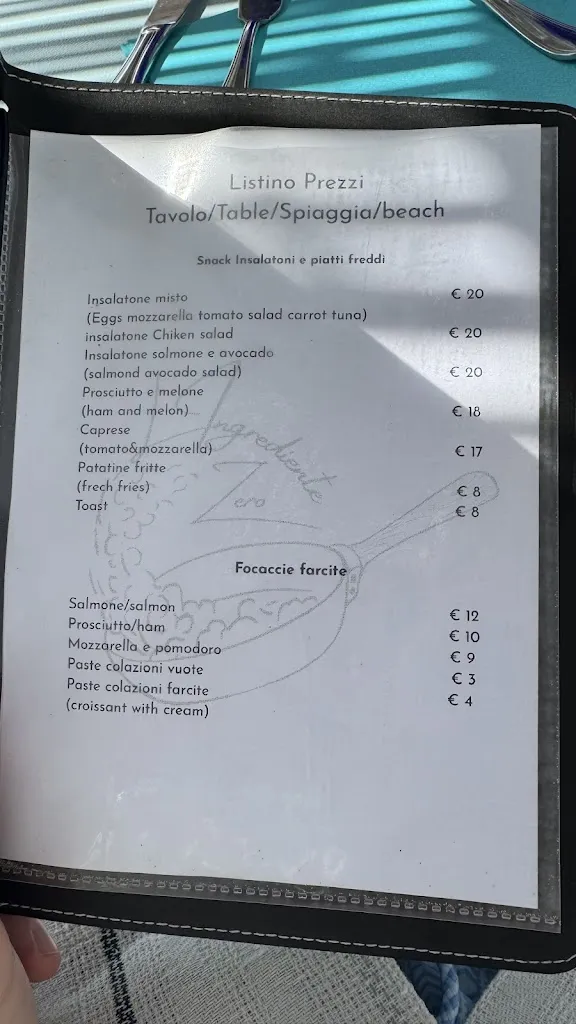 Listino Prezzi
Tavolo/Table/Spiaggia/beach
Snack Insalatoni e piatti freddi
Insalatone misto € 20
(Eggs mozzarella tomato salad carrot tuna)
insalatone Chiken salad € 20
Insalatone solmone e avocado
(salmond avocado salad) € 20
Prosciutto e melone
(ham and melon) € 18
Caprese
(tomato&mozzarella) € 17
Patatine fritte
(frech fries) € 8
Toast € 8
Ingrediente
Zero
Focaccie farcite
Salmone/salmon € 12
Prosciutto/ham € 10
Mozzarella e pomodoro € 9
Paste colazioni vuote € 3
Paste colazioni farcite € 4
(croissant with cream)